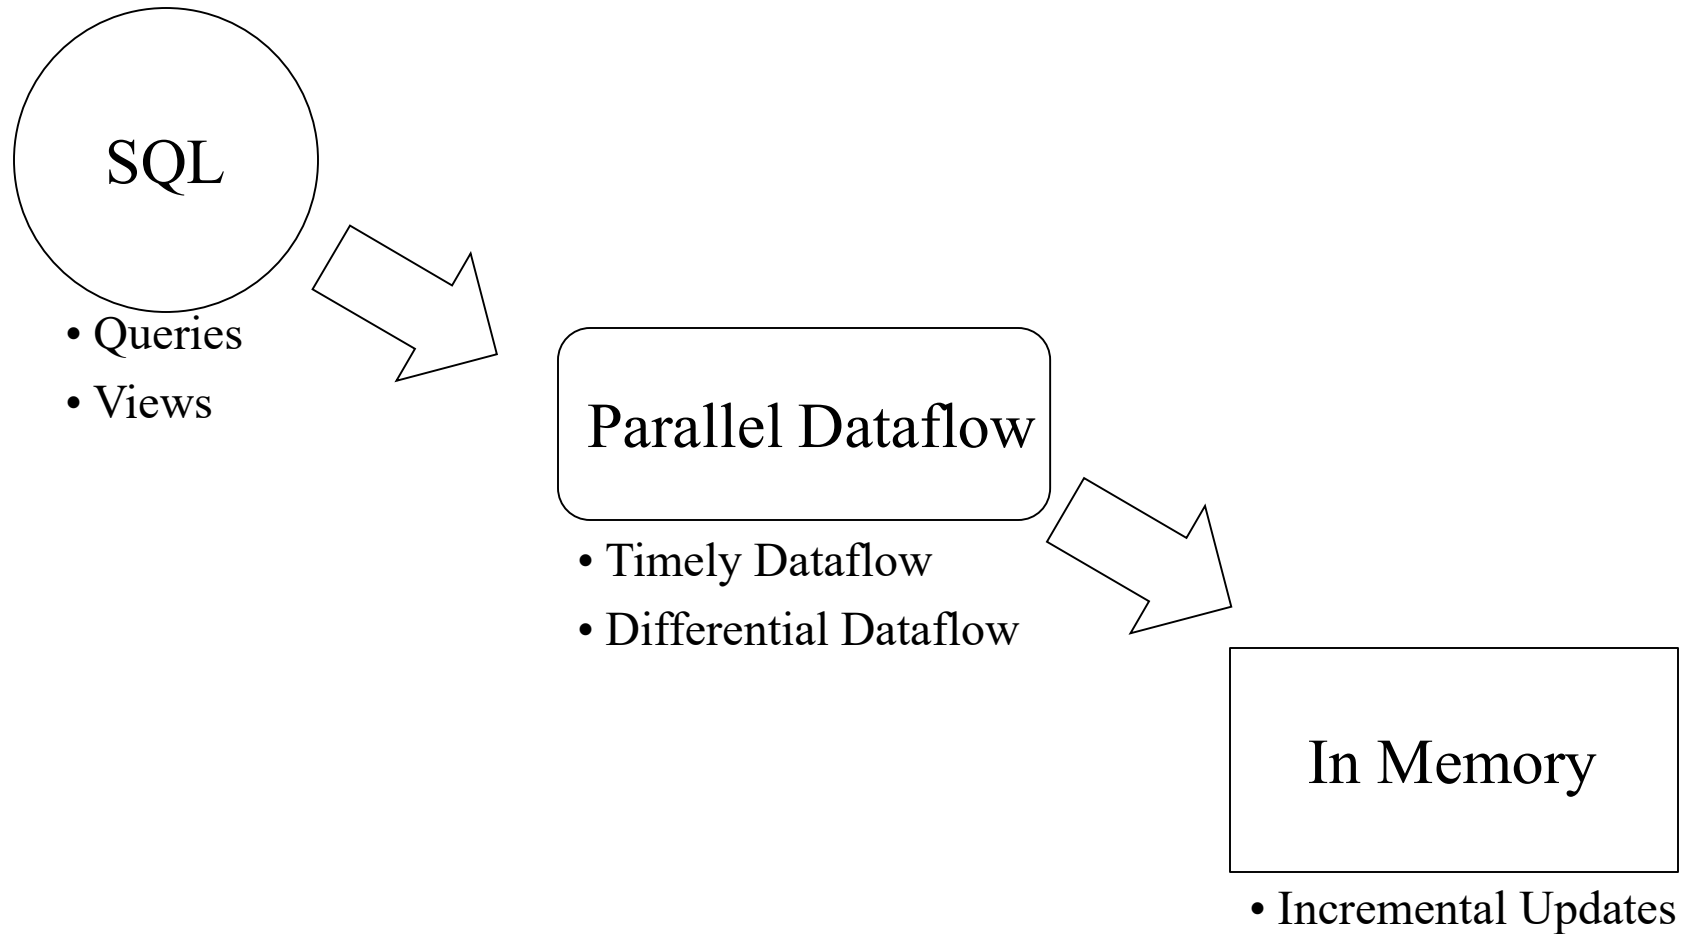 SQL
• Queries
• Views
Parallel Dataflow
• Timely Dataflow
• Differential Dataflow
In Memory
• Incremental Updates